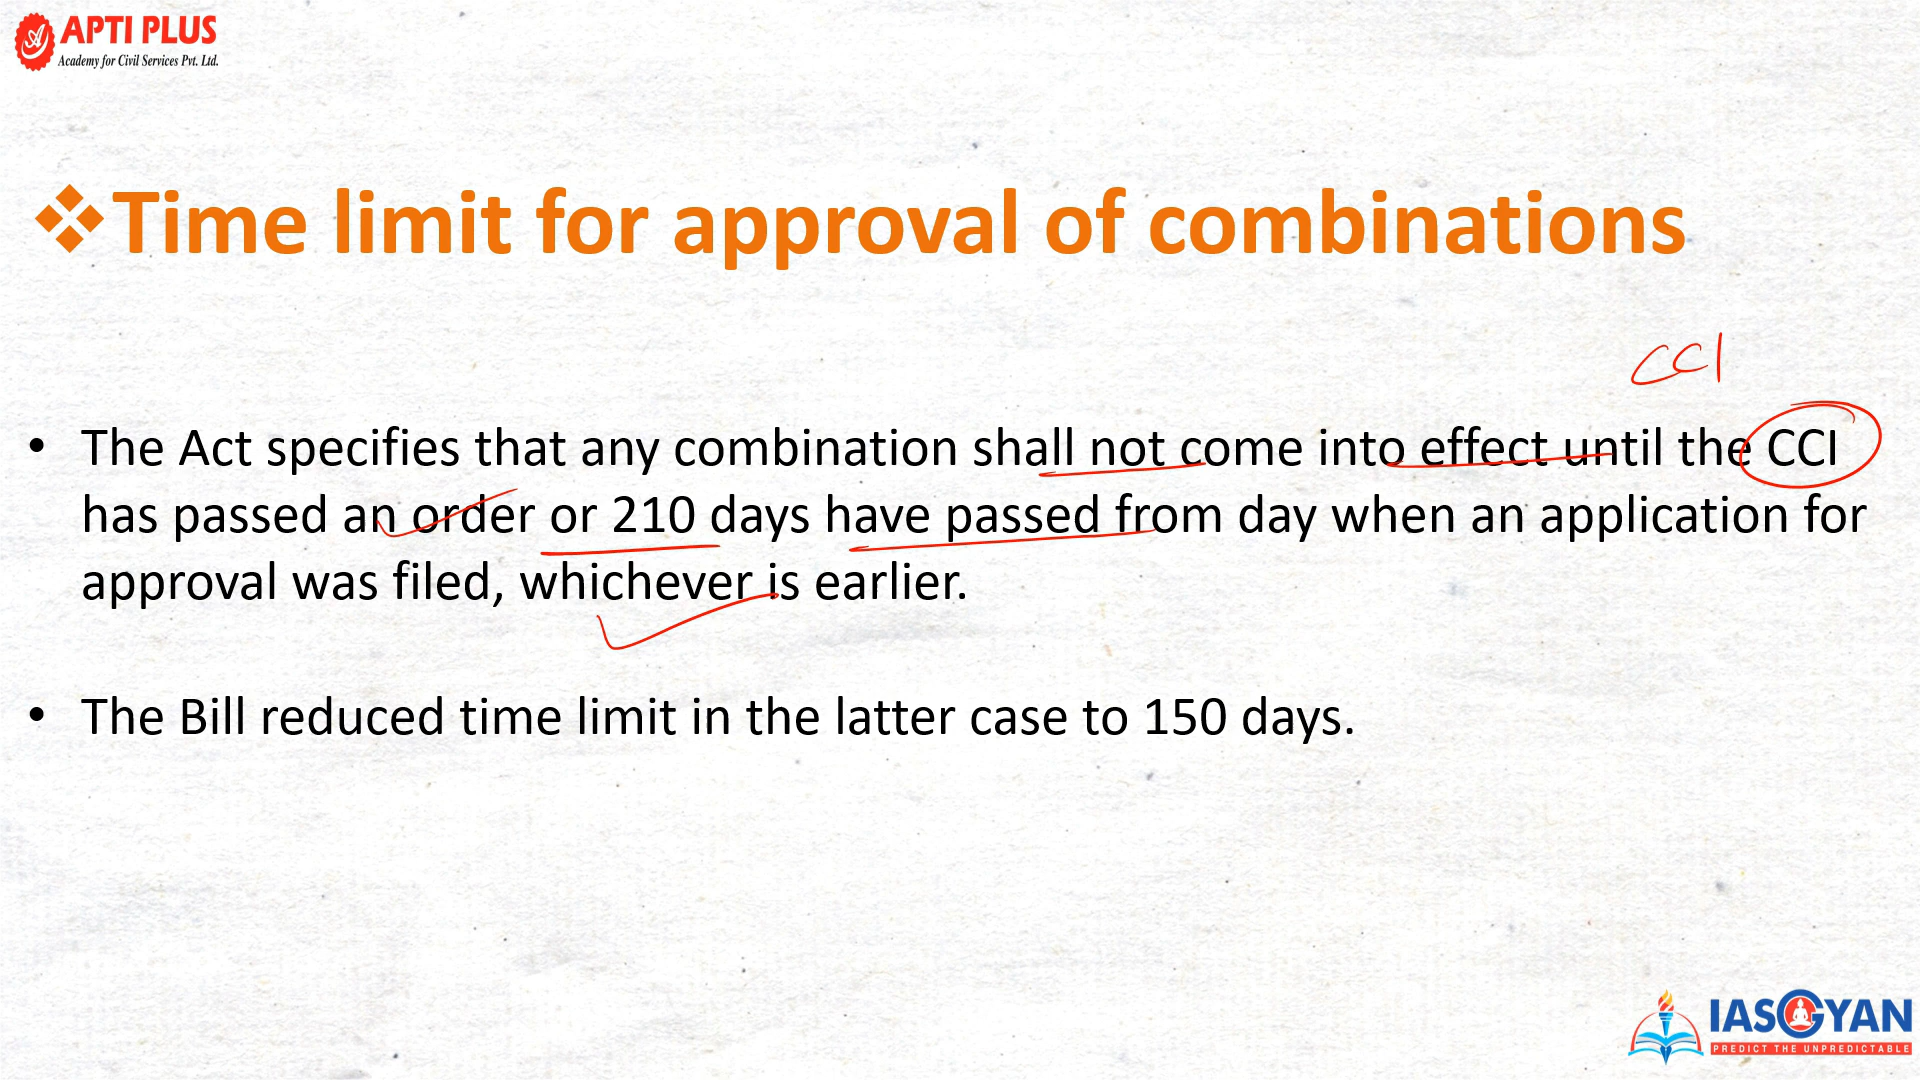 APTI PLUS
Academy for Civil Services Pvt. Ltd.
❖Time limit for approval of combinations
CCI
• The Act specifies that any combination shall not come into effect until the CCI
has passed an order or 210 days have passed from day when an application for
approval was filed, whichever is earlier.
• The Bill reduced time limit in the latter case to 150 days.
IASGYAN
PREDICT THE UNPREDICTABLE